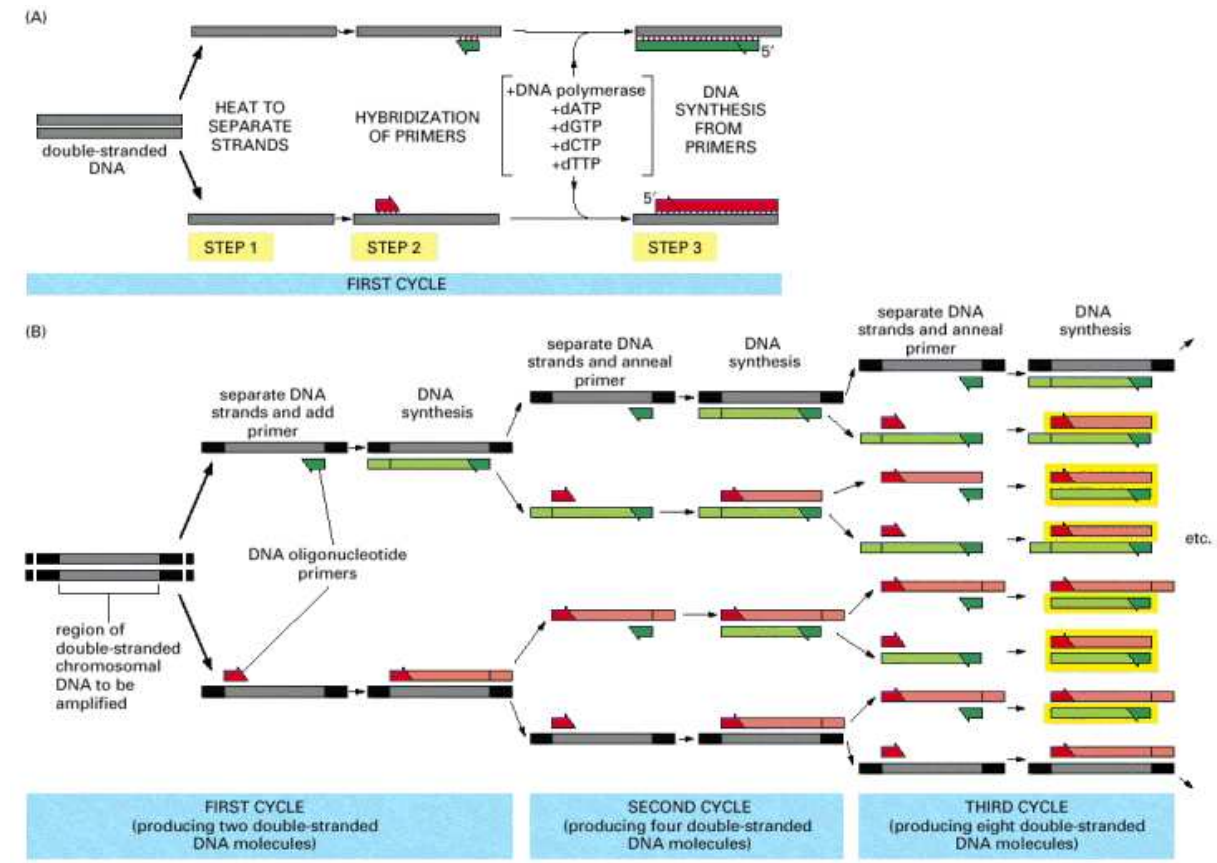 (A)
5′
HEAT TO
SEPARATE
STRANDS
HYBRIDIZATION
OF PRIMERS
+DNA polymerase
+dATP
+dGTP
+dCTP
+dTTP
DNA
SYNTHESIS
FROM
PRIMERS
double-stranded
DNA
5′
STEP 1
STEP 2
STEP 3
FIRST CYCLE
(B)
separate DNA
strands and add
primer
DNA
synthesis
separate DNA
strands and anneal
primer
DNA
synthesis
separate DNA
strands and anneal
primer
DNA
synthesis
DNA oligonucleotide
primers
etc.
region of
double-stranded
chromosomal
DNA to be
amplified
FIRST CYCLE
(producing two double-stranded
DNA molecules)
SECOND CYCLE
(producing four double-stranded
DNA molecules)
THIRD CYCLE
(producing eight double-stranded
DNA molecules)